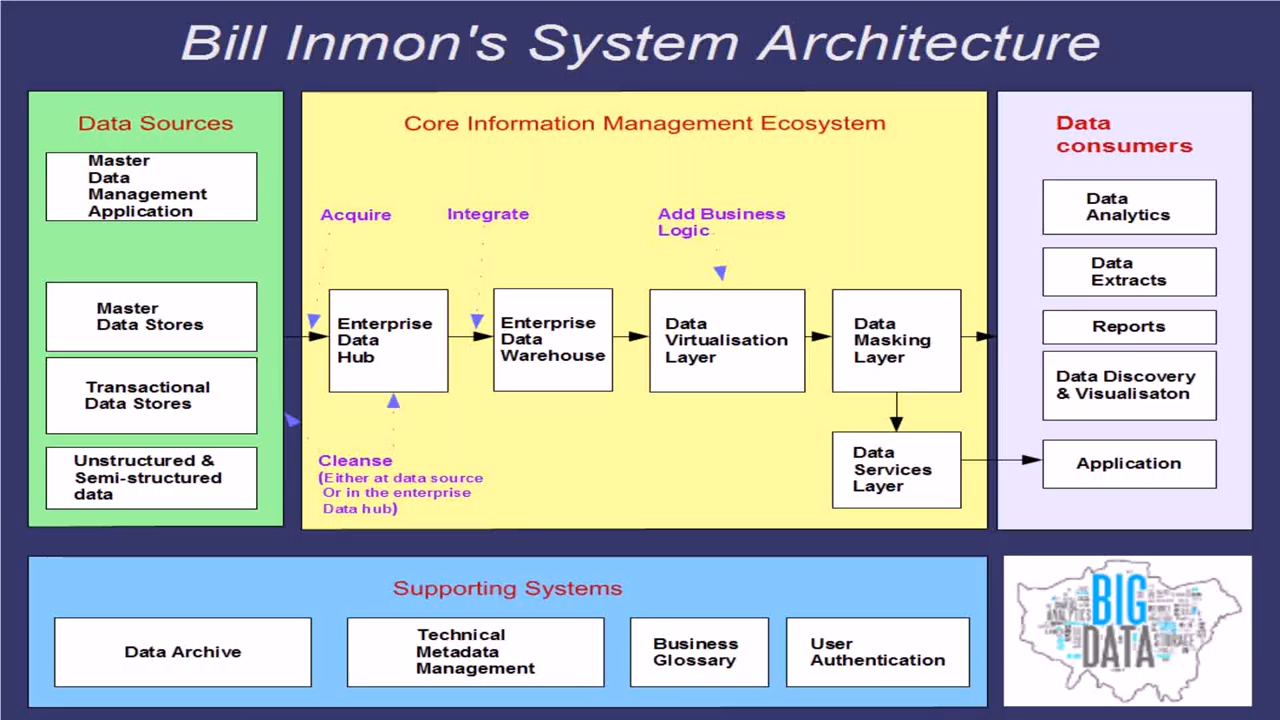 Bill Inmon's System Architecture
Data Sources
Master
Data
Management
Application
Master
Data Stores
Transactional
Data Stores
Unstructured &
Semi-structured
data
Core Information Management Ecosystem
Acquire
Integrate
Add Business
Logic
Enterprise
Data
Hub
Enterprise
Data
Warehouse
Data
Virtualisation
Layer
Data
Masking
Layer
Cleanse
(Either at data source
Or in the enterprise
Data hub)
Data
Services
Layer
Data
consumers
Data
Analytics
Data
Extracts
Reports
Data Discovery
& Visualisaton
Application
Supporting Systems
Data Archive
Technical
Metadata
Management
Business
Glossary
User
Authentication
BIG
DATA
ANALYTICS
STORAGE